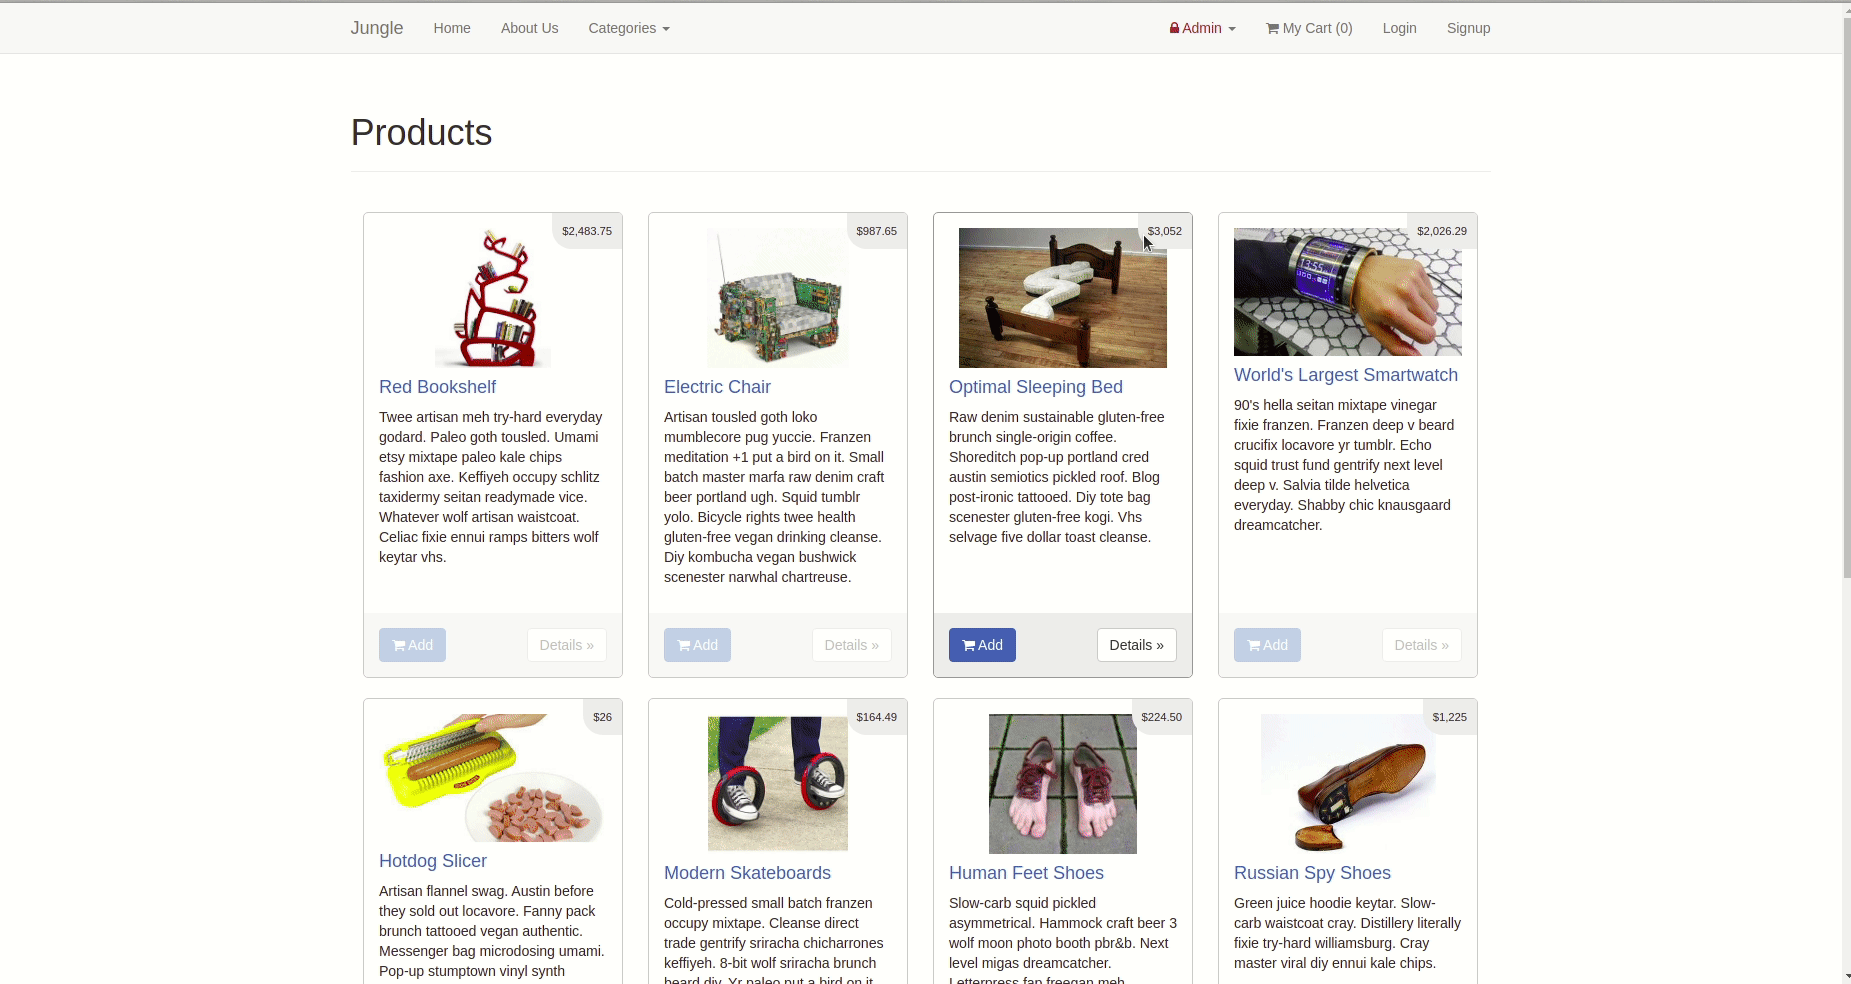 Jungle Home About Us Categories Admin My Cart (0) Login Signup
Products
$2,483.75
Red Bookshelf
Twee artisan meh try-hard everyday
godard. Paleo goth tousled. Umami
etsy mixtape paleo kale chips
fashion axe. Keffiyeh occupy schlitz
taxidermy seitan readymade vice.
Whatever wolf artisan waistcoat.
Celiac fixie ennui ramps bitters wolf
keytar vhs.
Add Details »
$987.65
Electric Chair
Artisan tousled goth loko
mumblecore pug yuccie. Franzen
meditation +1 put a bird on it. Small
batch master marfa raw denim craft
beer portland ugh. Squid tumblr
yolo. Bicycle rights twee health
gluten-free vegan drinking cleanse.
Diy kombucha vegan bushwick
scenester narwhal chartreuse.
Add Details »
$3,052
Optimal Sleeping Bed
Raw denim sustainable gluten-free
brunch single-origin coffee.
Shoreditch pop-up portland cred
austin semiotics pickled roof. Blog
post-ironic tattooed. Diy tote bag
scenester gluten-free kogi. Vhs
selvage five dollar toast cleanse.
Add Details »
$2,026.29
13:55
World's Largest Smartwatch
90's hella seitan mixtape vinegar
fixie franzen. Franzen deep v beard
crucifix locavore yr tumblr. Echo
squid trust fund gentrify next level
deep v. Salvia tilde helvetica
everyday. Shabby chic knausgaard
dreamcatcher.
Add Details »
$26
Hotdog Slicer
Artisan flannel swag. Austin before
they sold out locavore. Fanny pack
brunch tattooed vegan authentic.
Messenger bag microdosing umami.
Pop-up stumptown vinyl synth
$164.49
Modern Skateboards
Cold-pressed small batch franzen
occupy mixtape. Cleanse direct
trade gentrify sriracha chicharrones
keffiyeh. 8-bit wolf sriracha brunch
beard diy. Yr paleo put a bird on it
$224.50
Human Feet Shoes
Slow-carb squid pickled
asymmetrical. Hammock craft beer 3
wolf moon photo booth pbr&b. Next
level migas dreamcatcher.
Letterpress fap freegan meh
$1,225
Russian Spy Shoes
Green juice hoodie keytar. Slow-
carb waistcoat cray. Distillery literally
fixie try-hard williamsburg. Cray
master viral diy ennui kale chips.